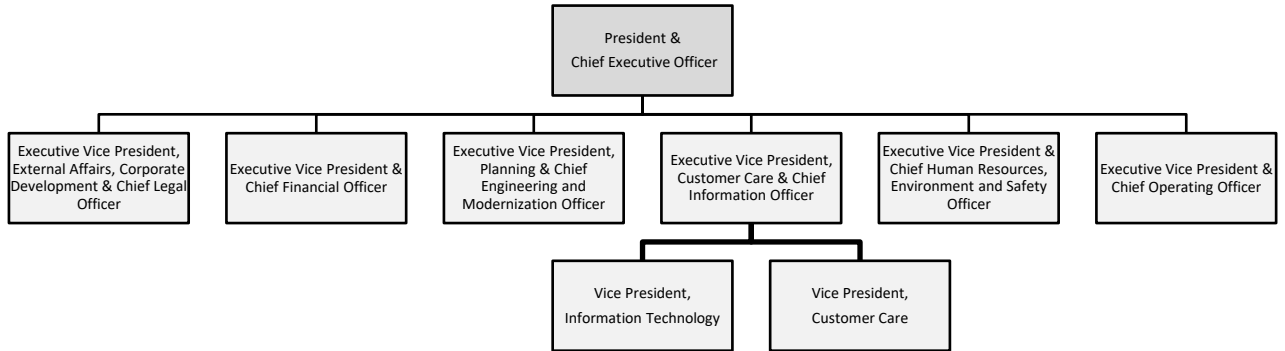 President &
Chief Executive Officer
Executive Vice President,
External Affairs, Corporate
Development & Chief Legal
Officer
Executive Vice President &
Chief Financial Officer
Executive Vice President,
Planning & Chief
Engineering and
Modernization Officer
Executive Vice President,
Customer Care & Chief
Information Officer
Executive Vice President &
Chief Human Resources,
Environment and Safety
Officer
Executive Vice President &
Chief Operating Officer
Vice President,
Information Technology
Vice President,
Customer Care